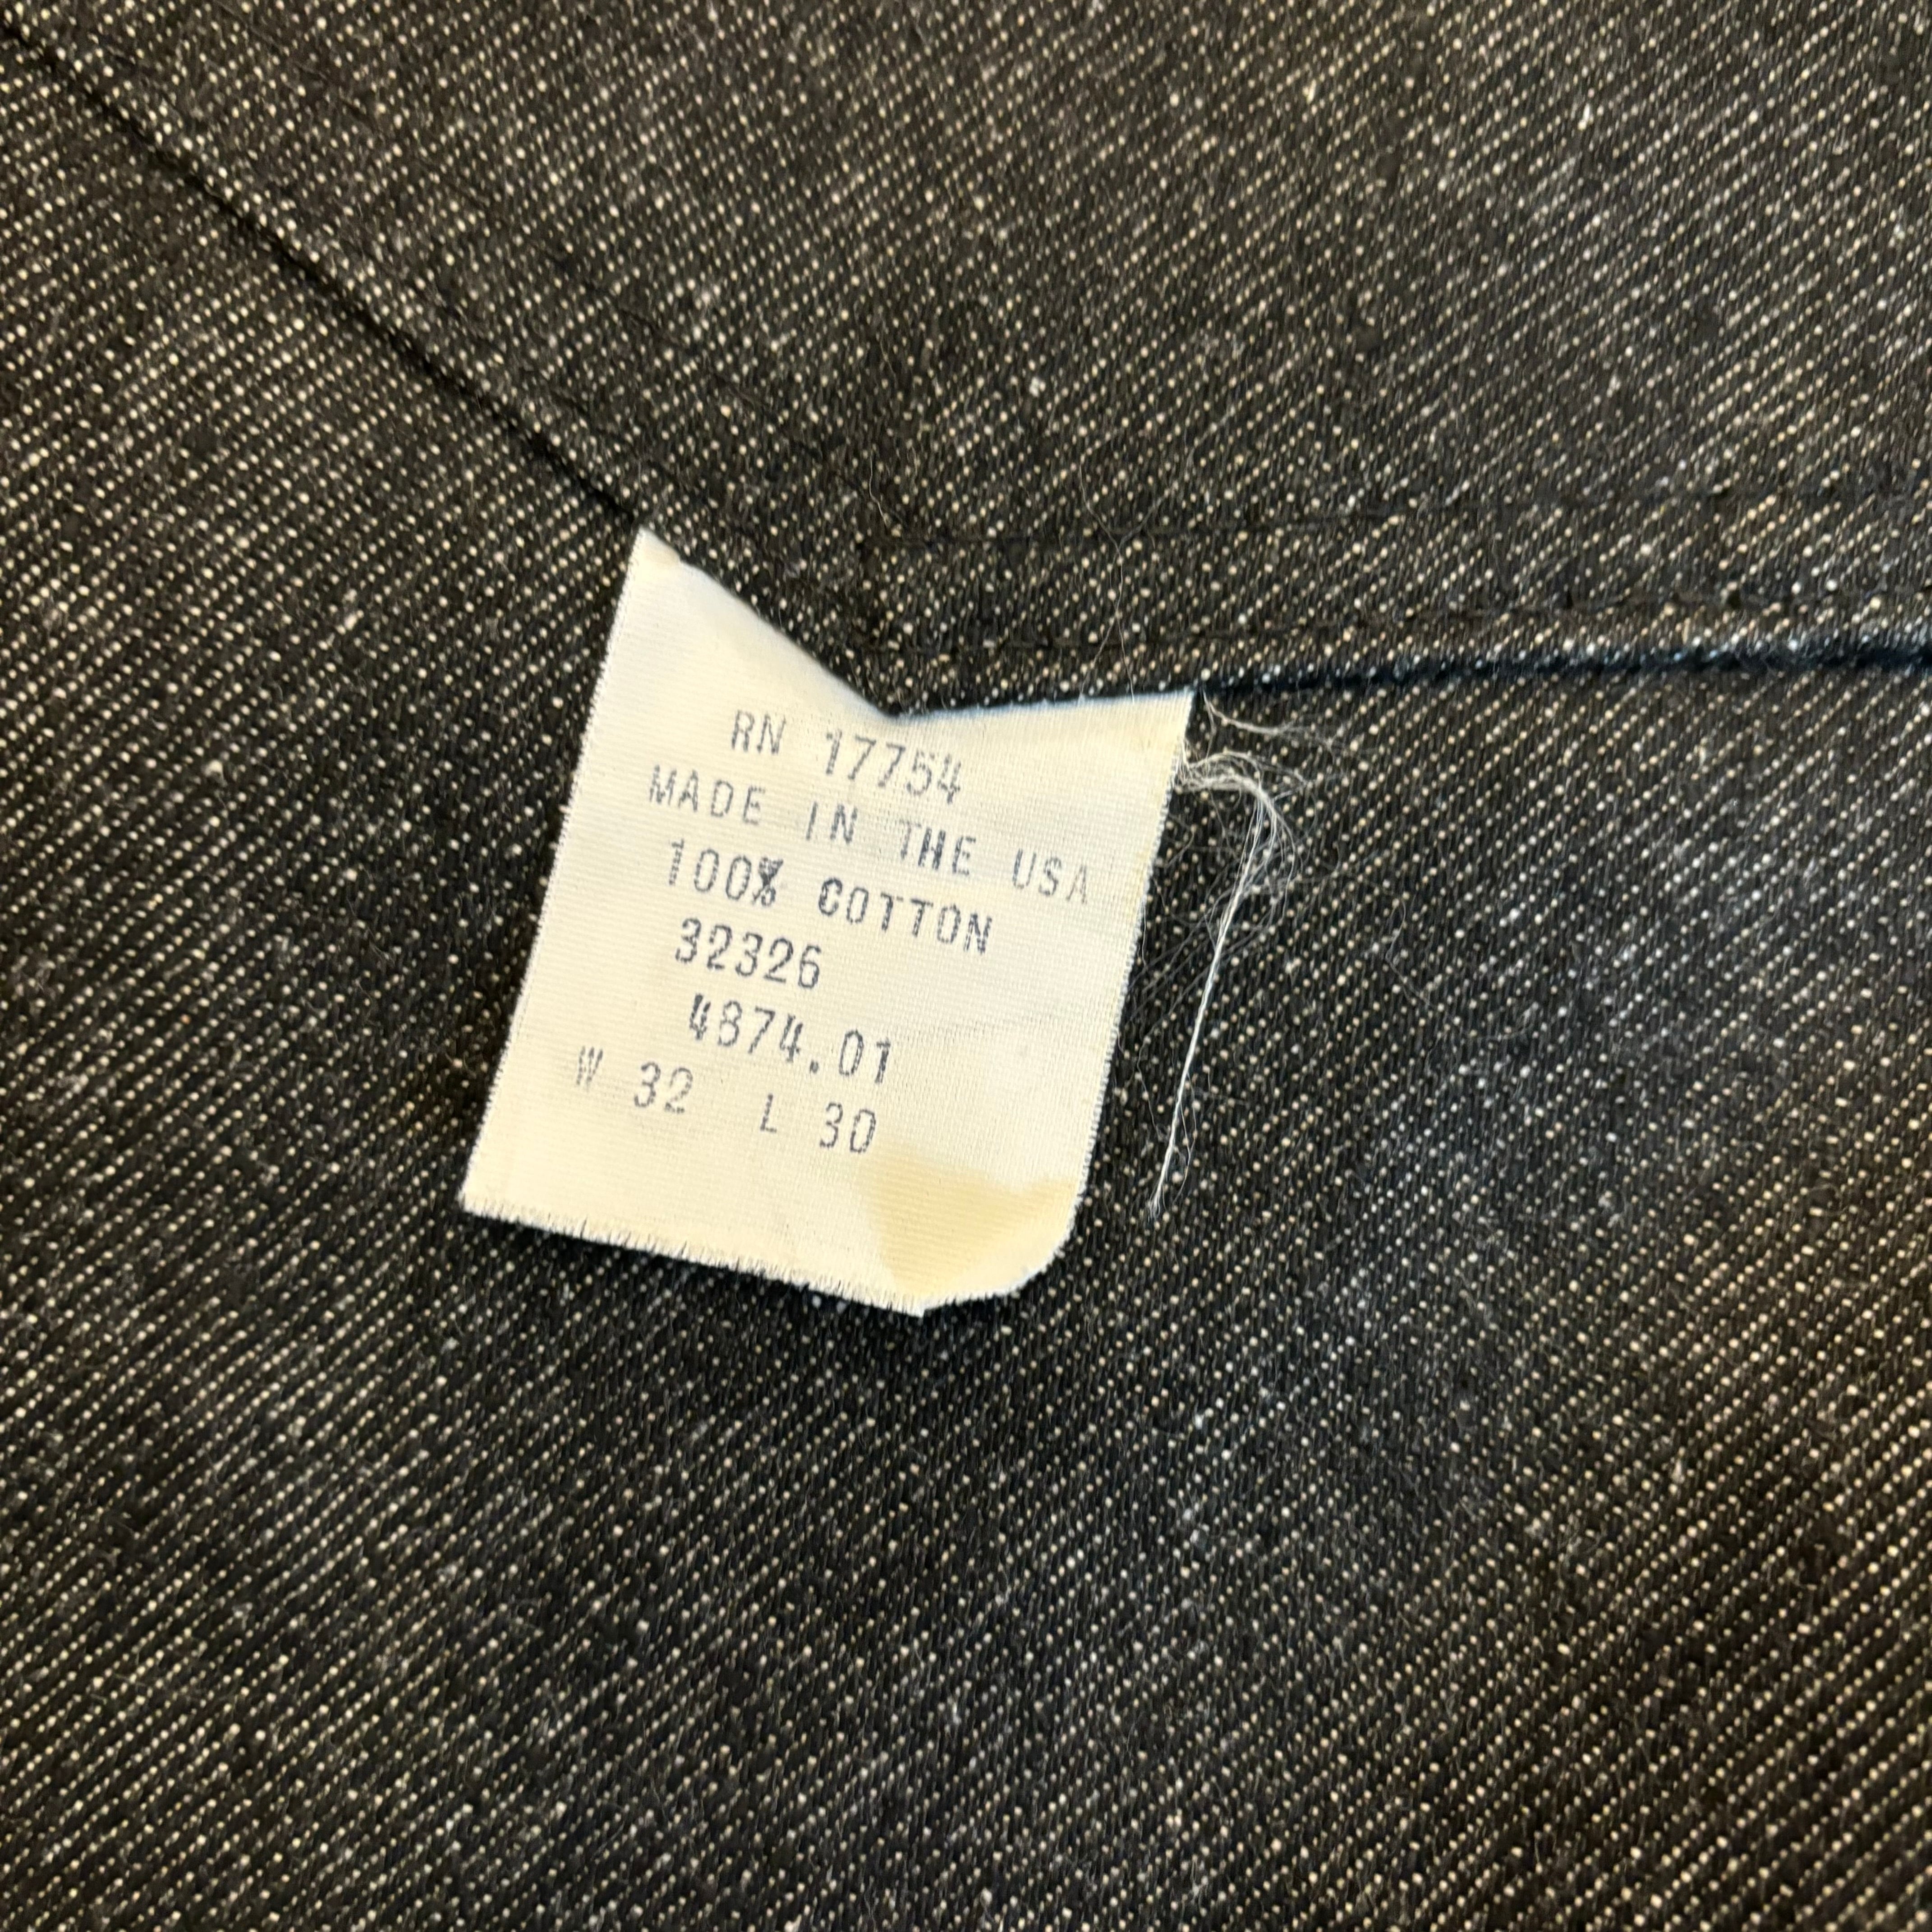 RN 17754
MADE IN THE USA
100% COTTON
32326
4874.01
W 32 L 30